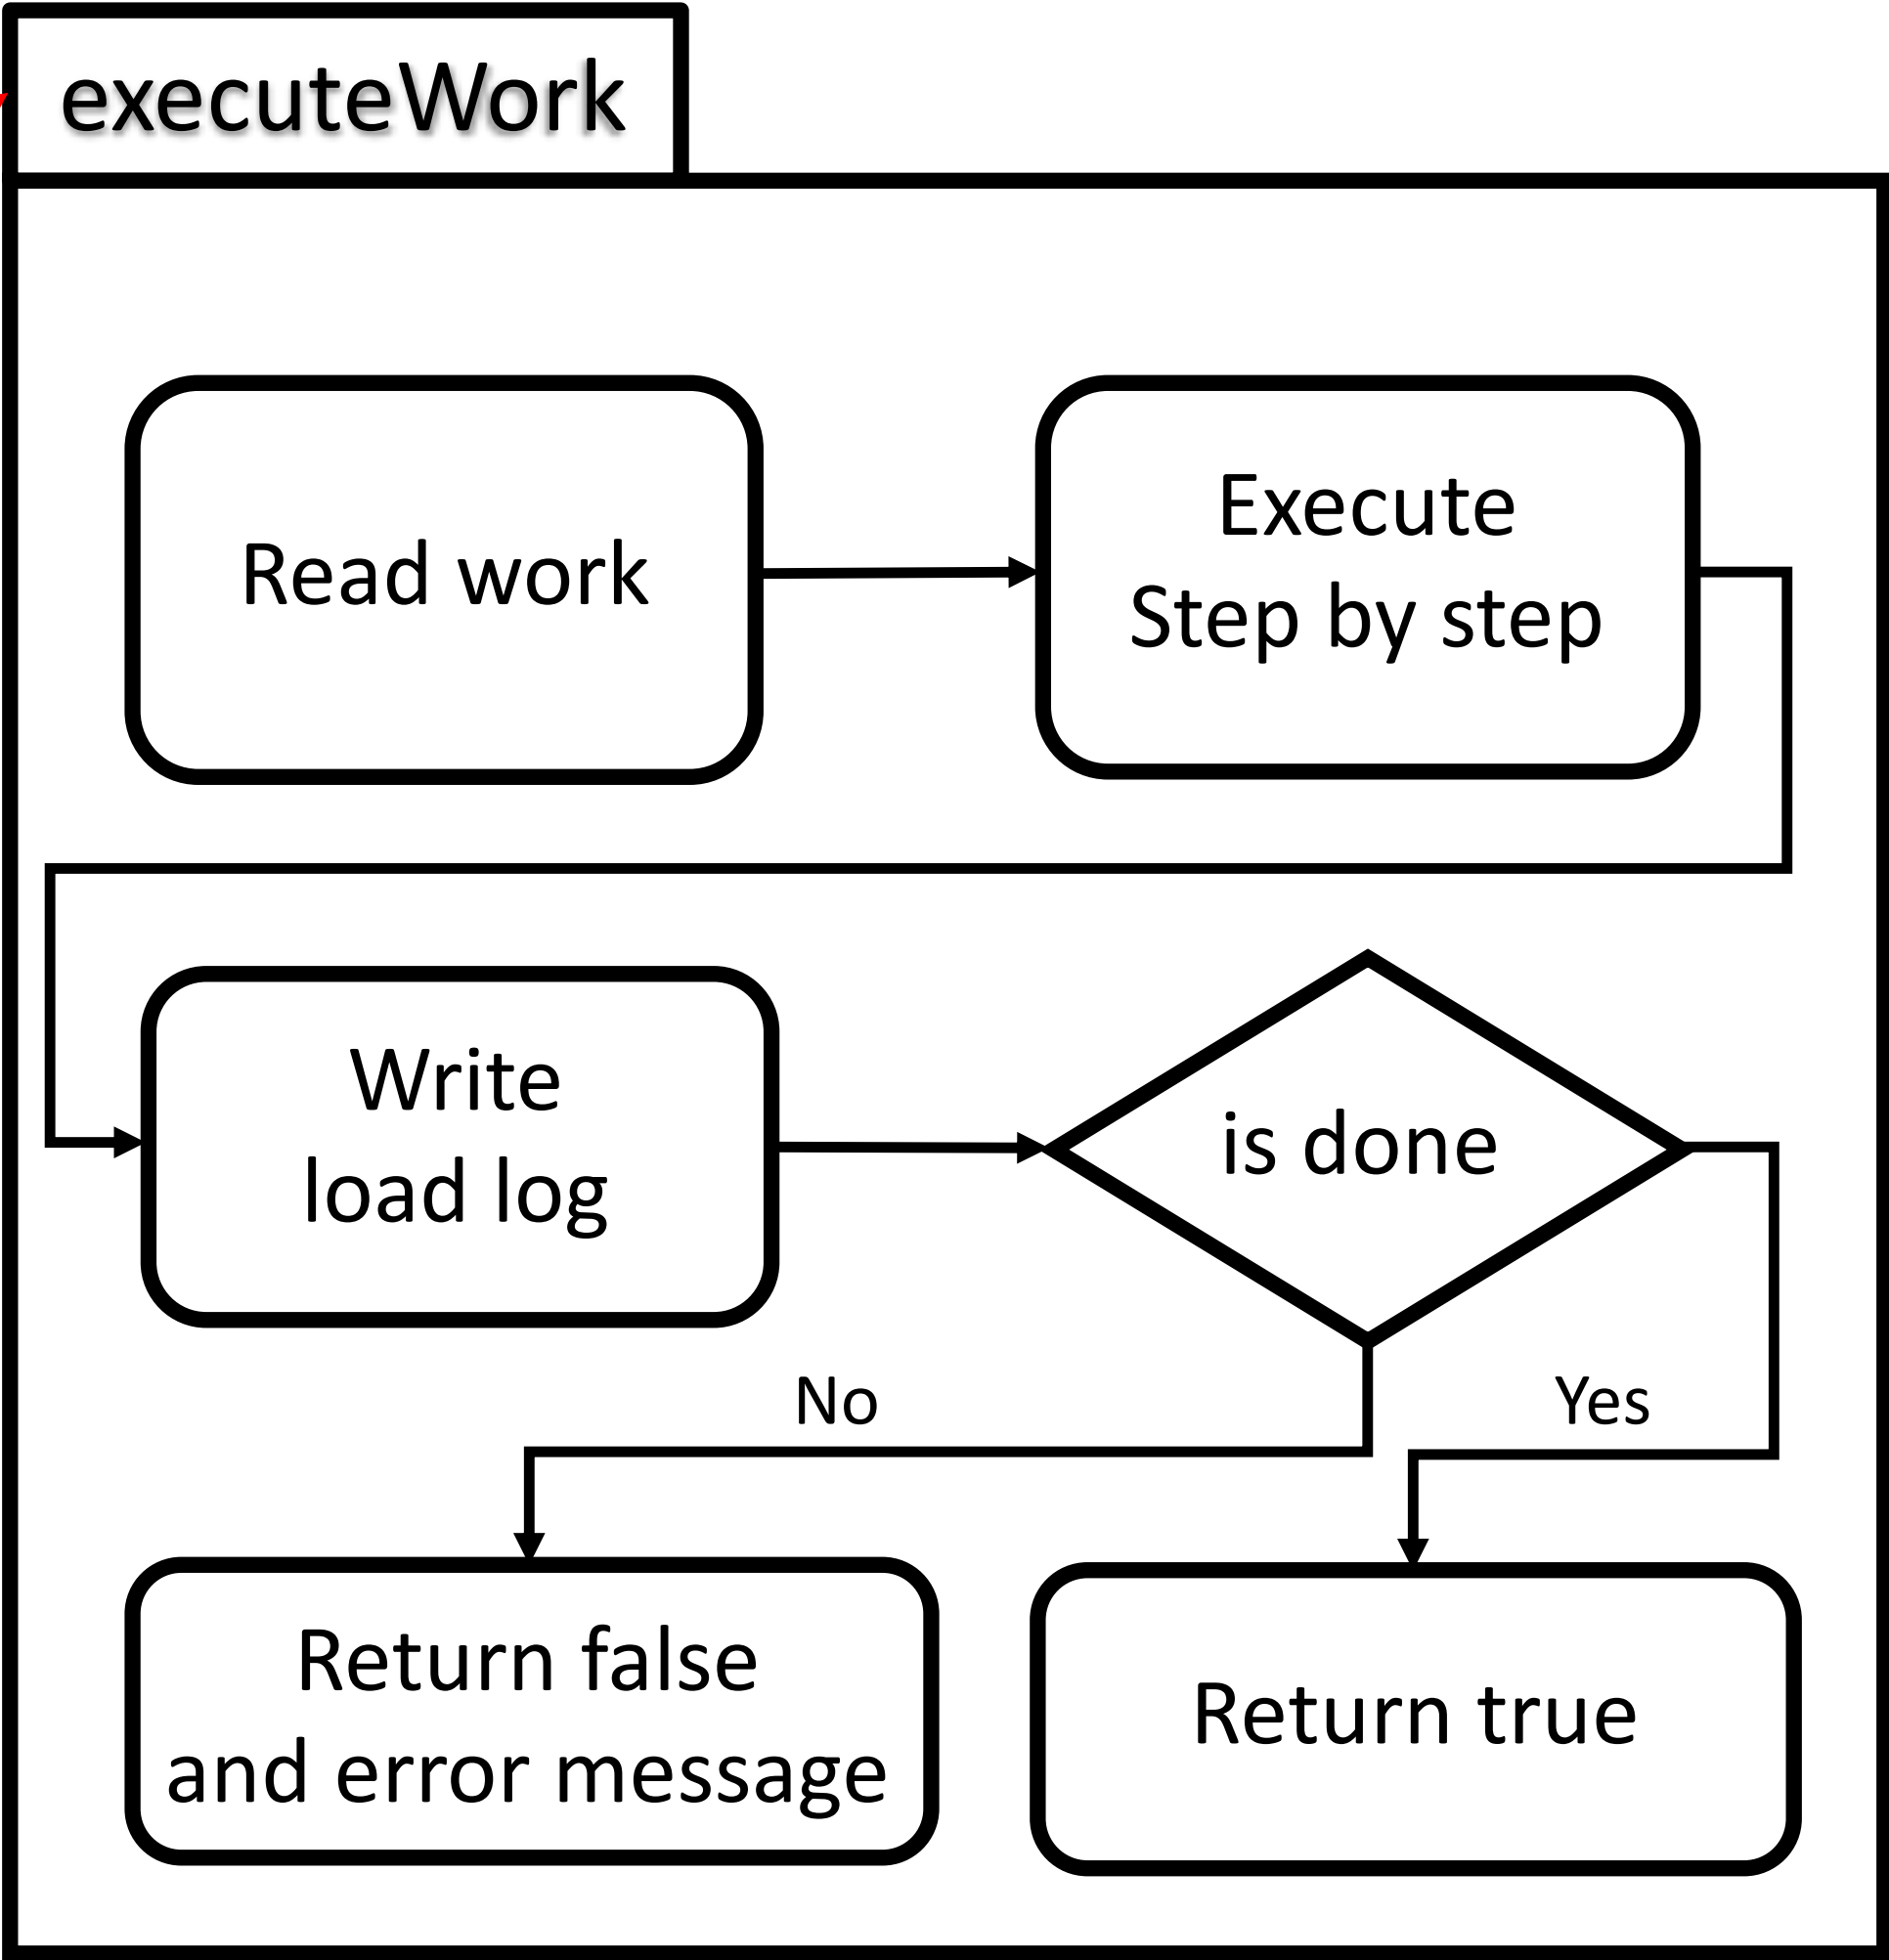 executeWork
Read work
Execute
Step by step
Write
load log
is done
No
Yes
Return false
and error message
Return true